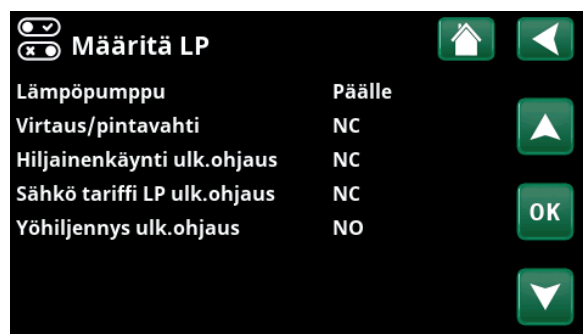 Määritä LP
Lämpöpumppu Päälle
Virtaus/pintavahti NC
Hiljainenkäynti ulk.ohjaus NC
Sähkö tariffi LP ulk.ohjaus NC
Yöhiljennys ulk.ohjaus NO
OK